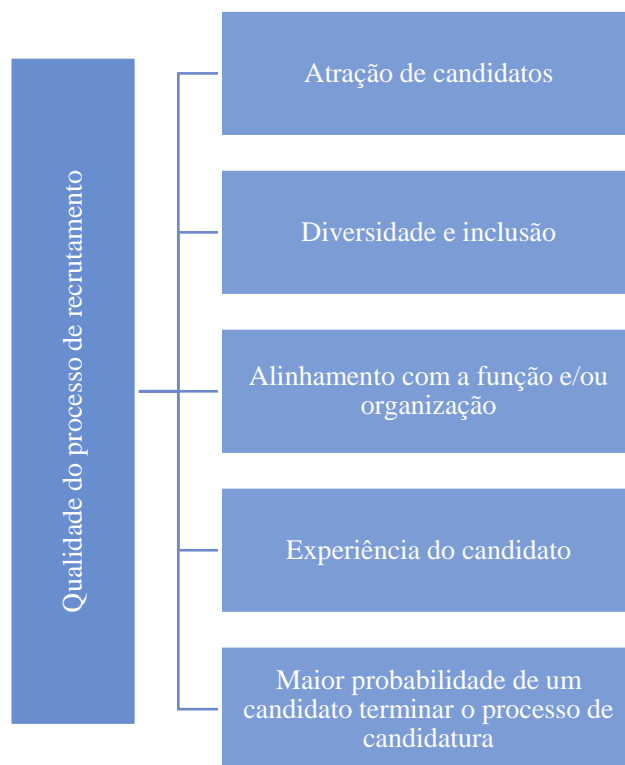 Qualidade do processo de recrutamento
Atração de candidatos
Diversidade e inclusão
Alinhamento com a função e/ou
organização
Experiência do candidato
Maior probabilidade de um
candidato terminar o processo de
candidatura